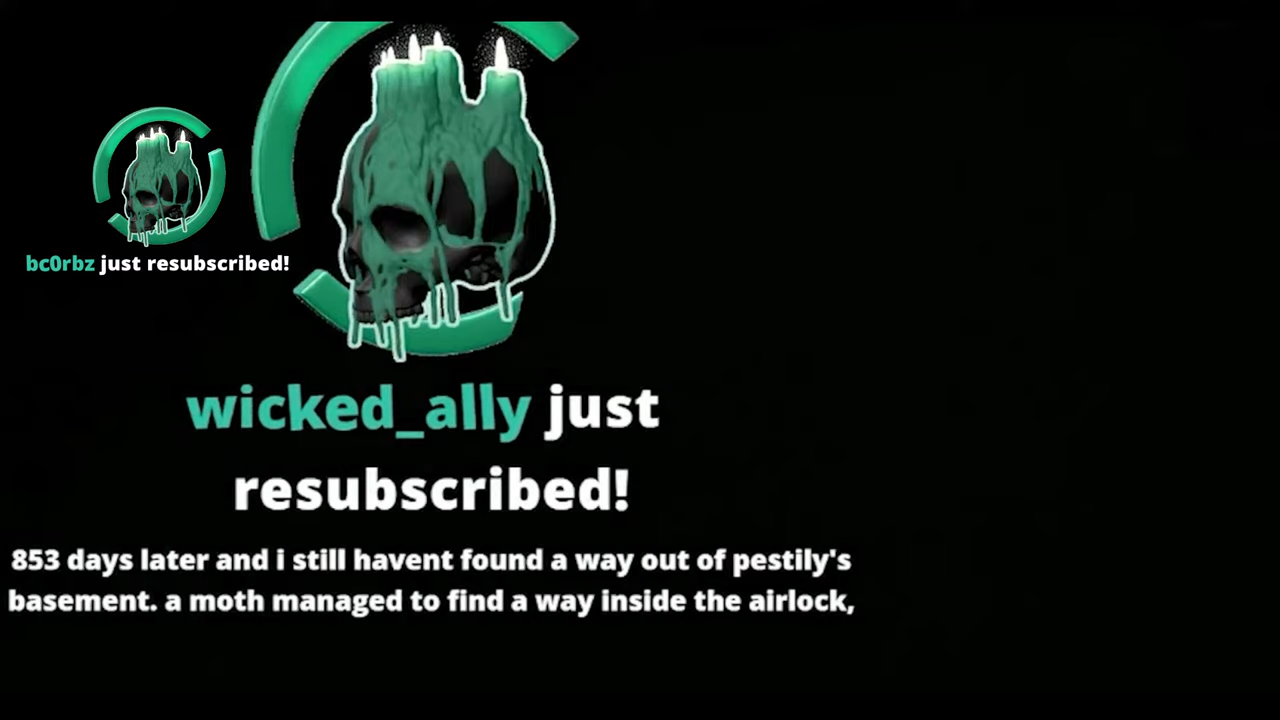 bc0rbz just resubscribed!
wicked_ally just
resubscribed!
853 days later and i still havent found a way out of pestily's
basement. a moth managed to find a way inside the airlock,